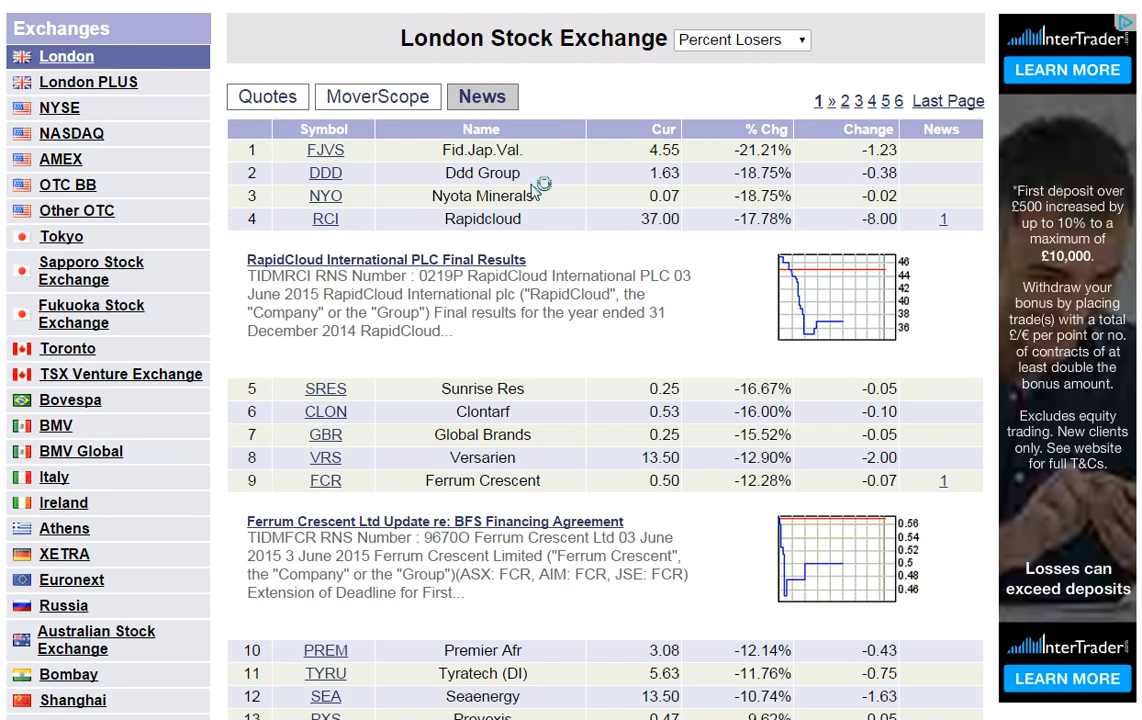 Exchanges
London
London PLUS
NYSE
NASDAQ
AMEX
OTC BB
Other OTC
Tokyo
Sapporo Stock
Exchange
Fukuoka Stock
Exchange
Toronto
TSX Venture Exchange
Bovespa
BMV
BMV Global
Italy
Ireland
Athens
XETRA
Euronext
Russia
Australian Stock
Exchange
Bombay
Shanghai
London Stock Exchange Percent Losers
Quotes MoverScope News
1 » 2 3 4 5 6 Last Page
Symbol Name Cur % Chg Change News
1 FJVS Fid.Jap.Val. 4.55 -21.21% -1.23
2 DDD Ddd Group 1.63 -18.75% -0.38
3 NYO Nyota Minerals 0.07 -18.75% -0.02
4 RCI Rapidcloud 37.00 -17.78% -8.00 1
RapidCloud International PLC Final Results
TIDMRCI RNS Number : 0219P RapidCloud International PLC 03
June 2015 RapidCloud International plc ("RapidCloud", the
"Company" or the "Group") Final results for the year ended 31
December 2014 RapidCloud...
46
44
42
40
38
36
5 SRES Sunrise Res 0.25 -16.67% -0.05
6 CLON Clontarf 0.53 -16.00% -0.10
7 GBR Global Brands 0.25 -15.52% -0.05
8 VRS Versarien 13.50 -12.90% -2.00
9 FCR Ferrum Crescent 0.50 -12.28% -0.07 1
Ferrum Crescent Ltd Update re: BFS Financing Agreement
TIDMFCR RNS Number : 9670O Ferrum Crescent Ltd 03 June
2015 3 June 2015 Ferrum Crescent Limited ("Ferrum Crescent",
the "Company" or the "Group")(ASX: FCR, AIM: FCR, JSE: FCR)
Extension of Deadline for First...
0.56
0.54
0.52
0.5
0.48
0.46
10 PREM Premier Afr 3.08 -12.14% -0.43
11 TYRU Tyratech (DI) 5.63 -11.76% -0.75
12 SEA Seaenergy 13.50 -10.74% -1.63
13 PXS Provexis 0.47 -9.62% -0.05
InterTrader.com
LEARN MORE
*First deposit over
£500 increased by
up to 10% to a
maximum of
£10,000.
Withdraw your
bonus by placing
trade(s) with a total
£/€ per point or no.
of contracts of at
least double the
bonus amount.
Excludes equity
trading. New clients
only. See website
for full T&Cs.
Losses can
exceed deposits
InterTrader.com
LEARN MORE